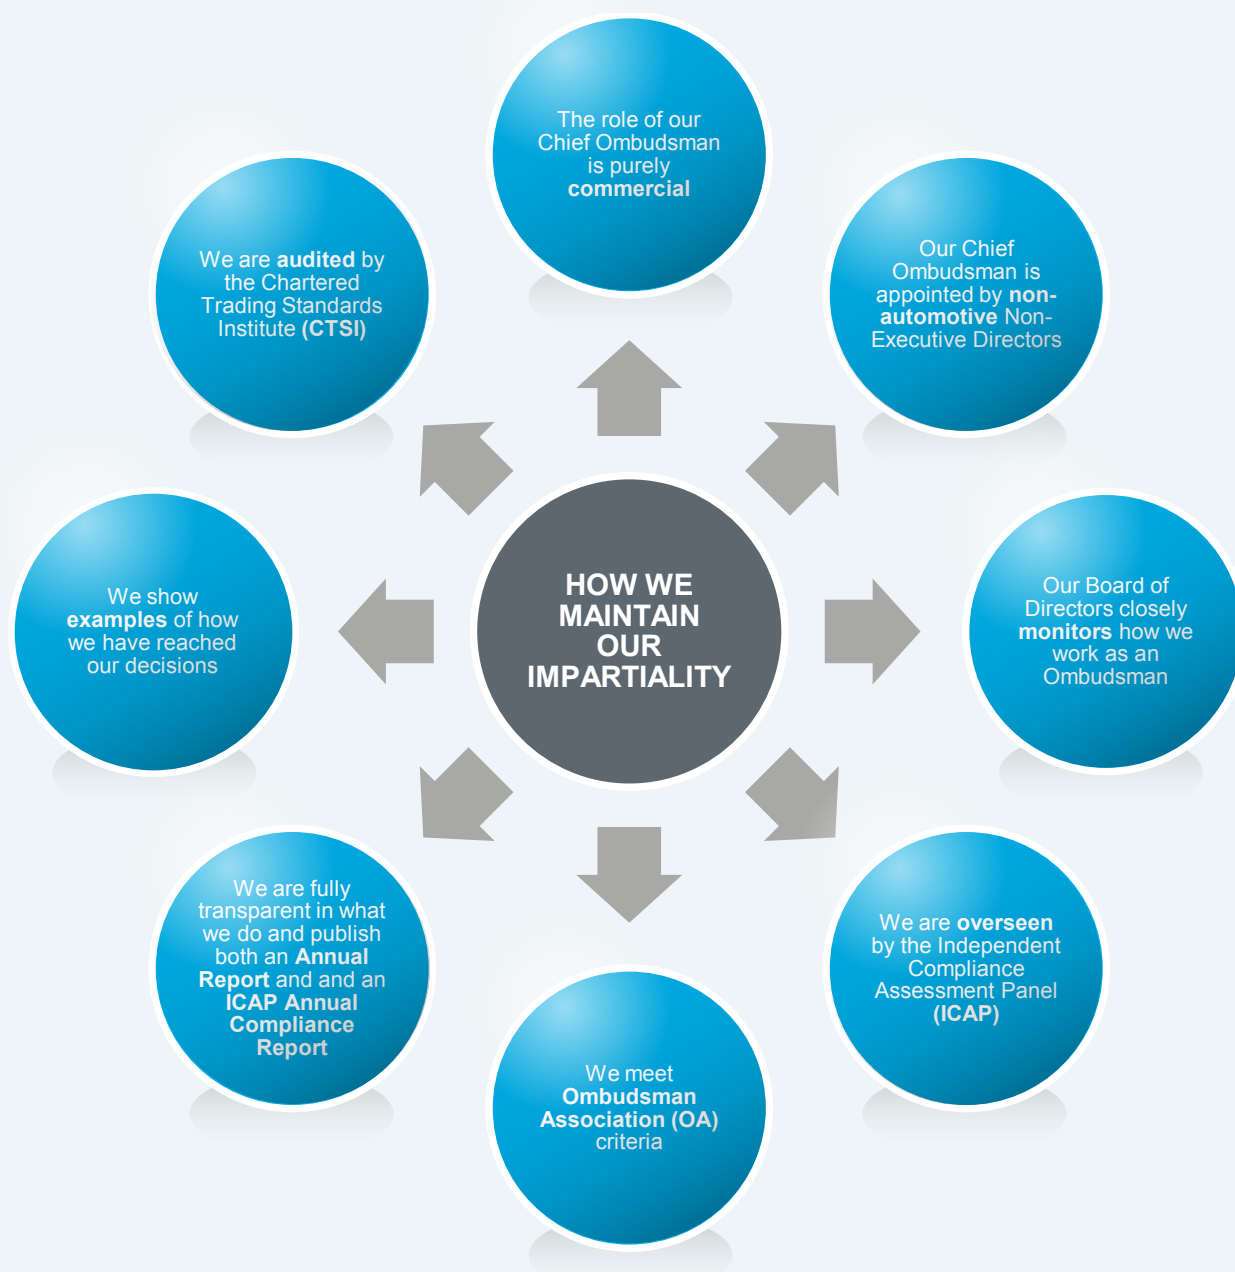 The role of our
Chief Ombudsman
is purely
commercial
Our Chief
Ombudsman is
appointed by non-
automotive Non-
Executive Directors
Our Board of
Directors closely
monitors how we
work as an
Ombudsman
We are overseen
by the Independent
Compliance
Assessment Panel
(ICAP)
We meet
Ombudsman
Association (OA)
criteria
We are fully
transparent in what
we do and publish
both an Annual
Report and and an
ICAP Annual
Compliance
Report
We show
examples of how
we have reached
our decisions
We are audited by
the Chartered
Trading Standards
Institute (CTSI)
HOW WE
MAINTAIN
OUR
IMPARTIALITY